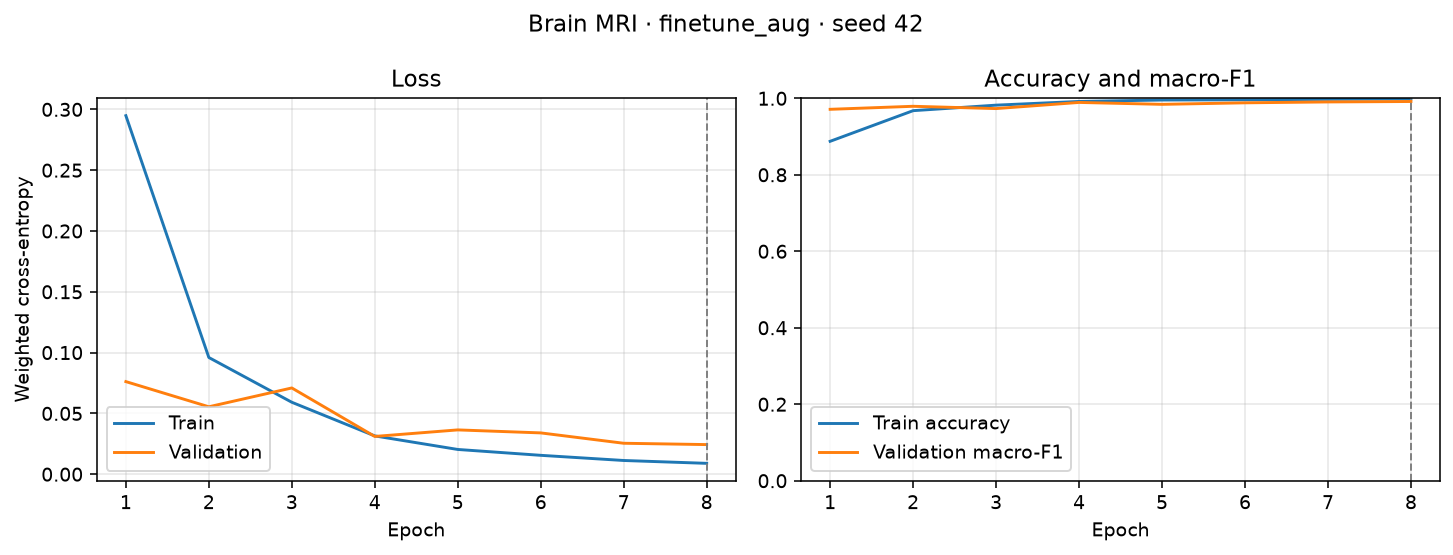 Brain MRI · finetune_aug · seed 42
Loss
Weighted cross-entropy
0.30
0.25
0.20
0.15
0.10
0.05
0.00
Train
Validation
1 2 3 4 5 6 7 8
Epoch
Accuracy and macro-F1
1.0
0.8
0.6
0.4
0.2
0.0
Train accuracy
Validation macro-F1
1 2 3 4 5 6 7 8
Epoch